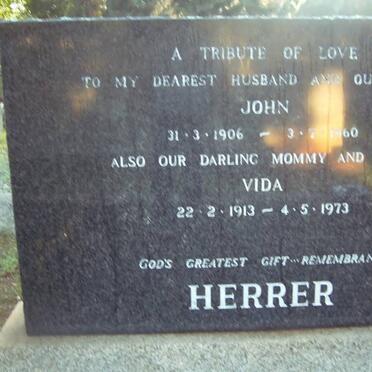 A TRIBUTE OF LOVE
TO MY DEAREST HUSBAND AND OU
JOHN
31·3·1906 – 3· ·1960
ALSO OUR DARLING MOMMY AND
VIDA
22·2·1913 – 4·5·1973
GOD'S GREATEST GIFT···REMEMBRAN
HERRER